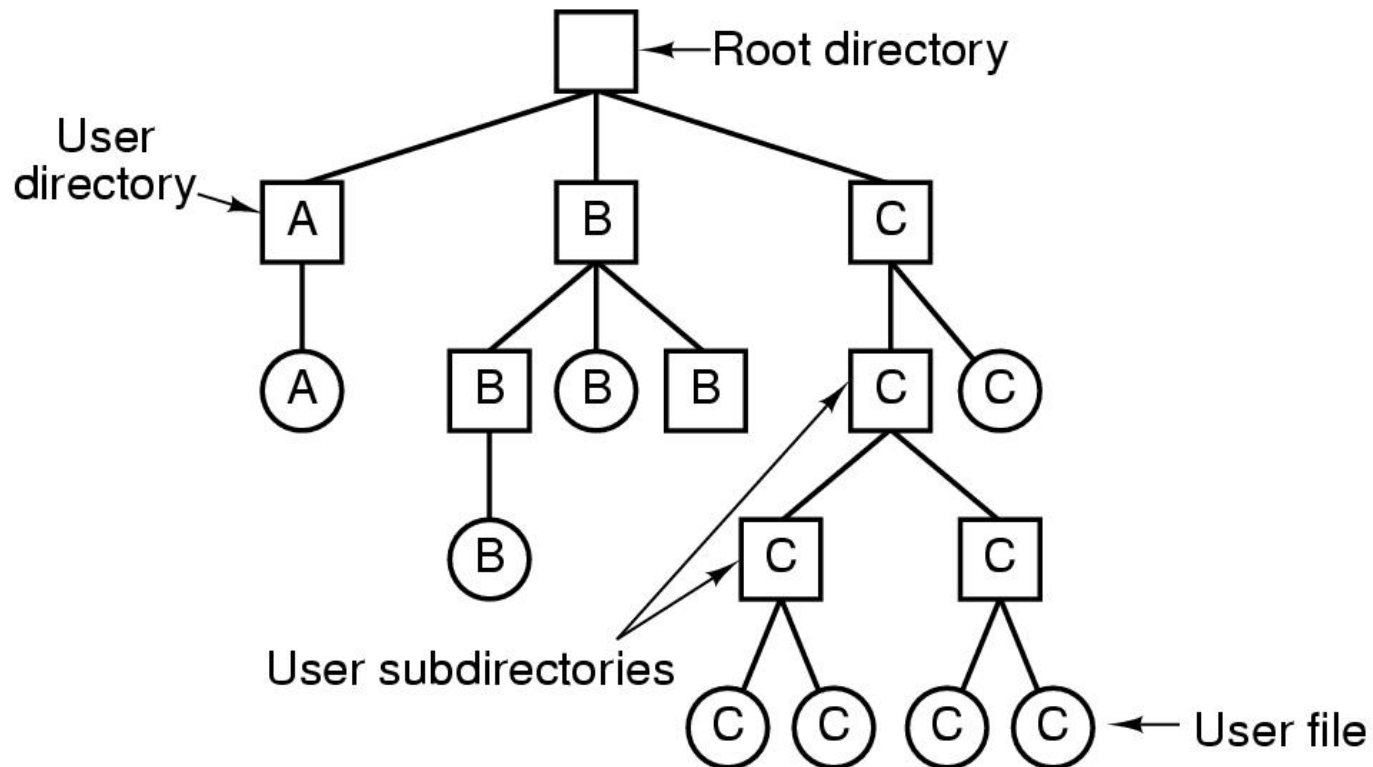 Root directory
User
directory
A
B
C
A
B
B
B
C
C
B
C
C
User subdirectories
C
C
C
C
User file